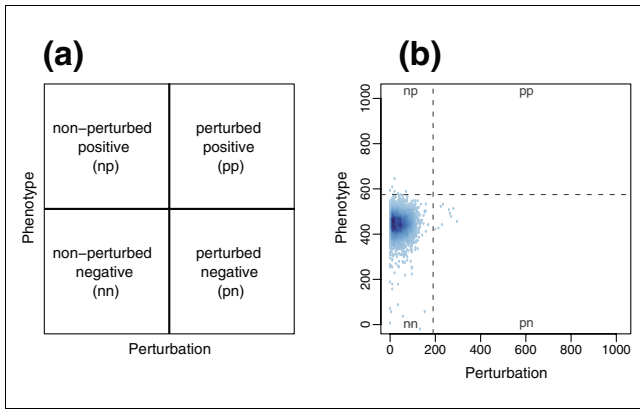 (a)
non−perturbed
positive
(np)
perturbed
positive
(pp)
non−perturbed
negative
(nn)
perturbed
negative
(pn)
Phenotype
Perturbation
(b)
np
pp
nn
pn
1000
800
600
400
200
0
Phenotype
0 200 400 600 800 1000
Perturbation